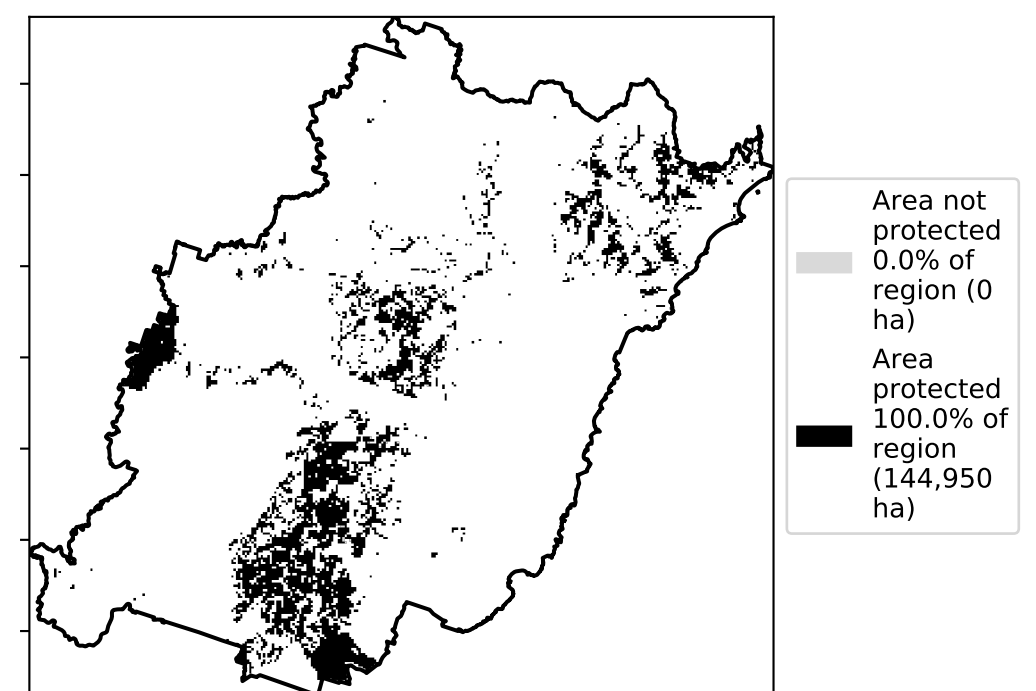 Area not
protected
0.0% of
region (0
ha)
Area
protected
100.0% of
region
(144,950
ha)